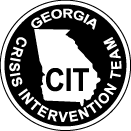 GEORGIA
CIT
CRISIS INTERVENTION TEAM